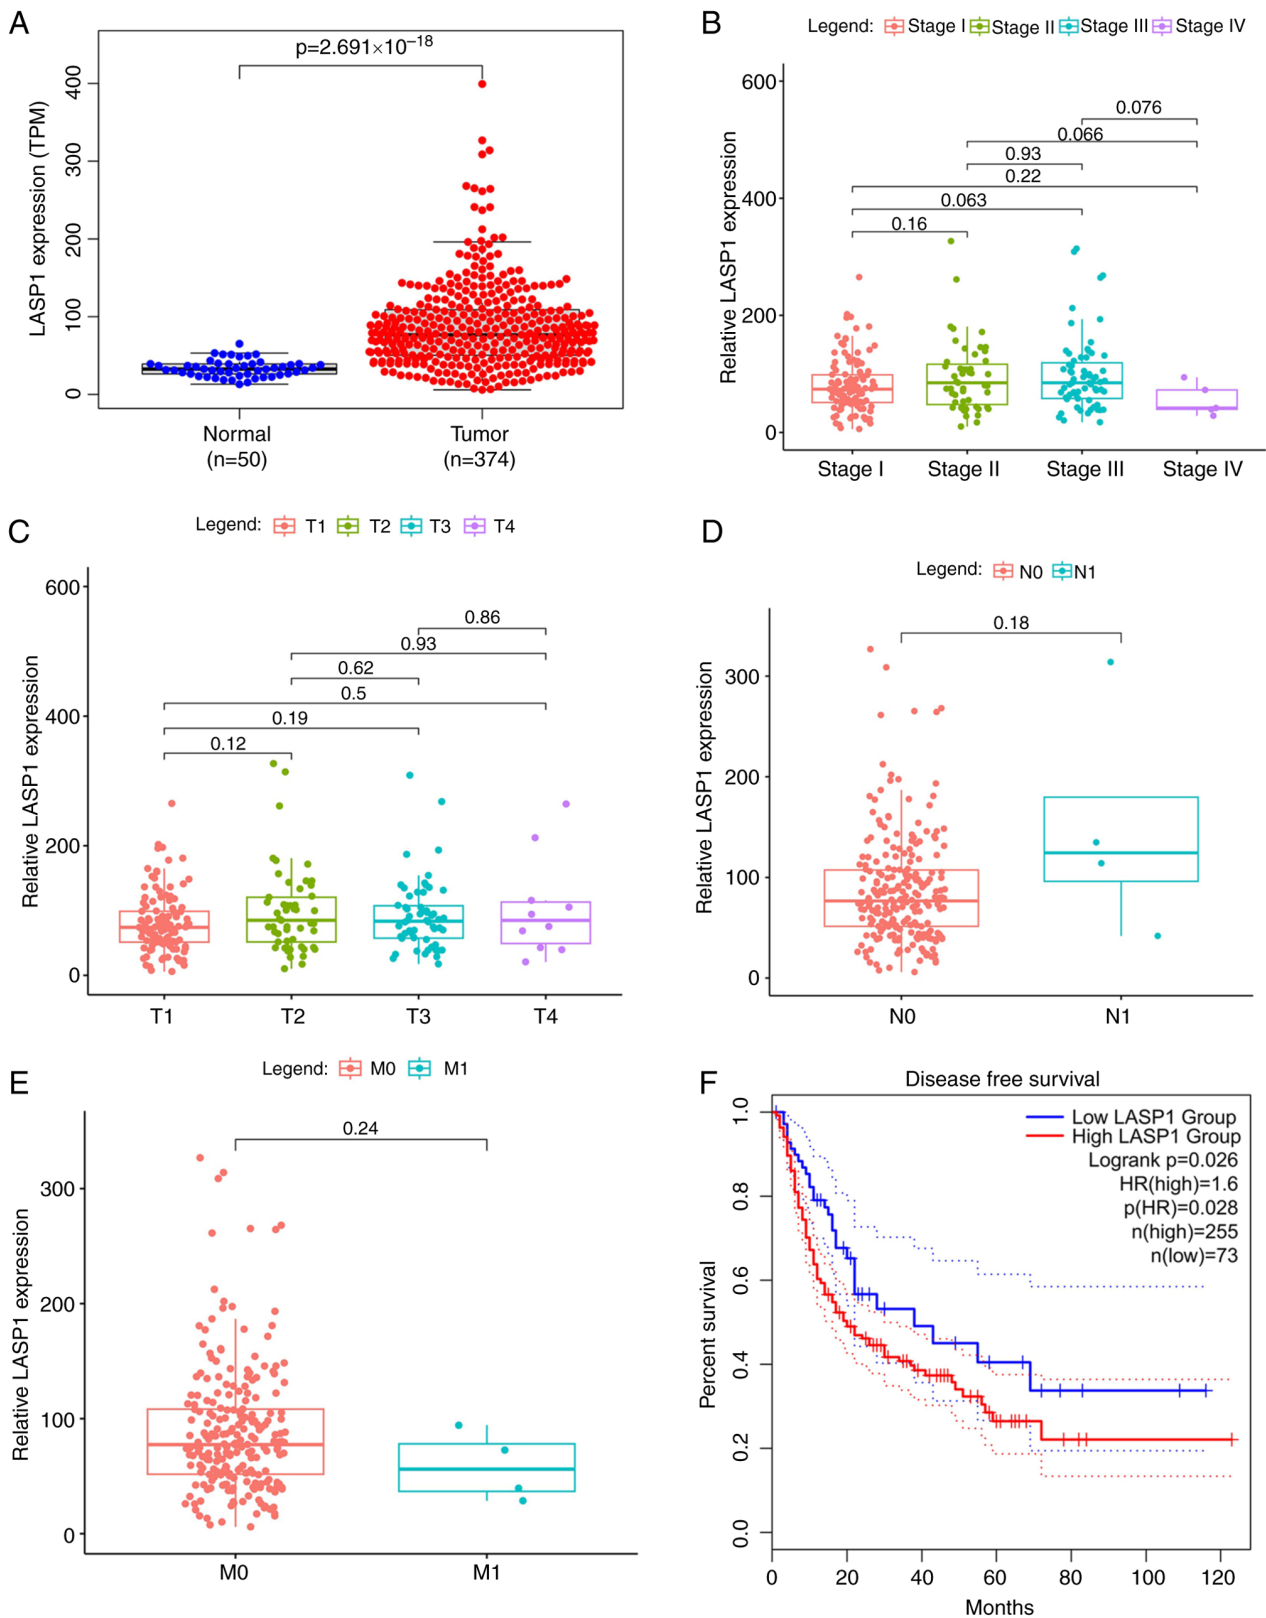 A
p=2.691×10⁻¹⁸
LASP1 expression (TPM)
400
300
200
100
0
Normal
(n=50)
Tumor
(n=374)
B
Legend: Stage I Stage II Stage III Stage IV
Relative LASP1 expression
600
400
200
0
0.076
0.066
0.93
0.22
0.063
0.16
Stage I Stage II Stage III Stage IV
C
Legend: T1 T2 T3 T4
Relative LASP1 expression
600
400
200
0
0.86
0.93
0.62
0.5
0.19
0.12
T1 T2 T3 T4
D
Legend: N0 N1
Relative LASP1 expression
300
200
100
0
0.18
N0 N1
E
Legend: M0 M1
Relative LASP1 expression
300
200
100
0
0.24
M0 M1
F
Disease free survival
Low LASP1 Group
High LASP1 Group
Logrank p=0.026
HR(high)=1.6
p(HR)=0.028
n(high)=255
n(low)=73
Percent survival
1.0
0.8
0.6
0.4
0.2
0.0
0 20 40 60 80 100 120
Months